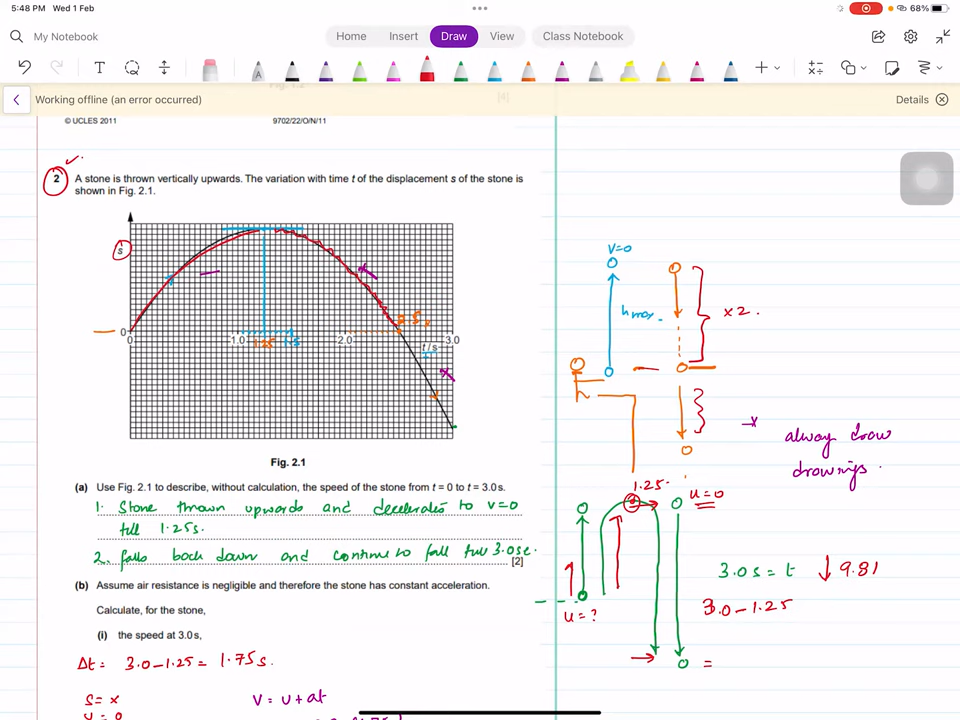 5:48 PM Wed 1 Feb
68%
My Notebook
Home Insert Draw View Class Notebook
Working offline (an error occurred)
Details
[4]
© UCLES 2011
9702/22/O/N/11
2 A stone is thrown vertically upwards. The variation with time t of the displacement s of the stone is
shown in Fig. 2.1.
s
2.5
0
0 1.0 1.25 1.5 2.0 t/s 3.0
Fig. 2.1
(a) Use Fig. 2.1 to describe, without calculation, the speed of the stone from t = 0 to t = 3.0 s.
1. Stone thrown upwards and decelerates to v=0
till 1.25s.
2. falls back down and continue to fall till 3.0se.
[2]
(b) Assume air resistance is negligible and therefore the stone has constant acceleration.
Calculate, for the stone,
(i) the speed at 3.0 s,
Δt = 3.0-1.25 = 1.75s.
s= x
v = u + at
v=0
hmax.
x2.
h
always draw
drawings.
1.25.
u=0
3.0s = t
9.81
3.0-1.25
u=?
=